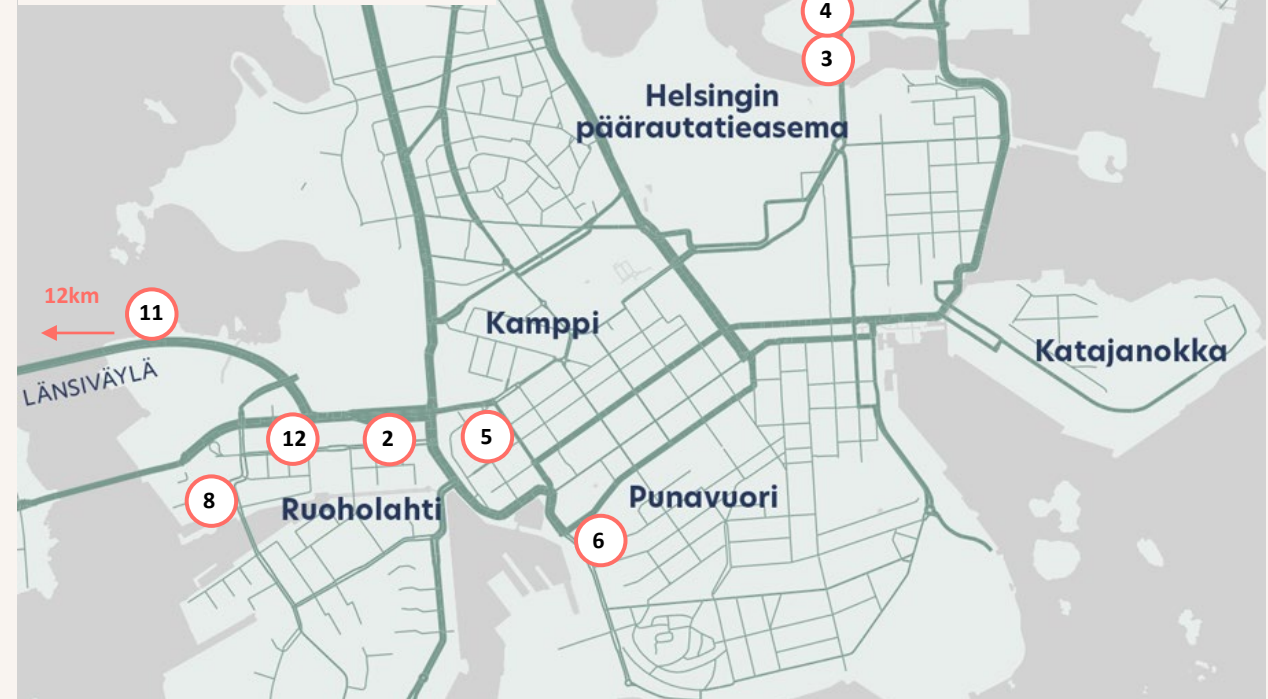 4
3
Helsingin
päärautatieasema
12km
11
Kamppi
Katajanokka
LÄNSIVÄYLÄ
12
2
5
8
Ruoholahti
Punavuori
6